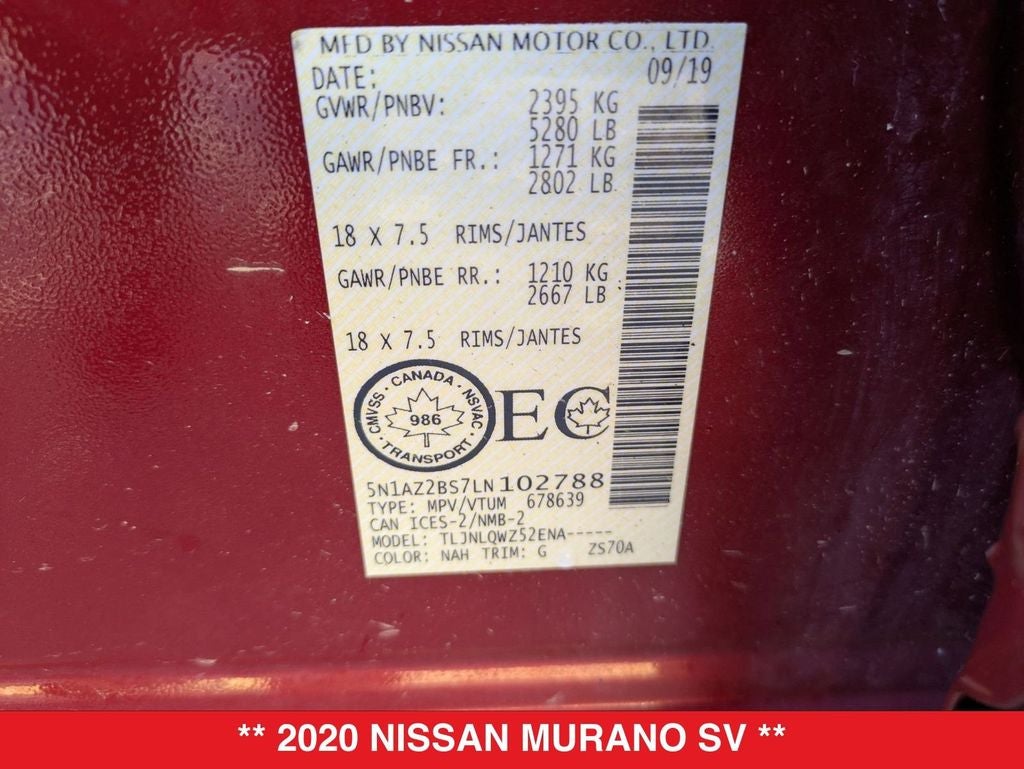 MFD BY NISSAN MOTOR CO., LTD.
DATE: 09/19
GVWR/PNBV: 2395 KG
5280 LB
GAWR/PNBE FR.: 1271 KG
2802 LB
18 X 7.5 RIMS/JANTES
GAWR/PNBE RR.: 1210 KG
2667 LB
18 X 7.5 RIMS/JANTES
CMVSS · CANADA · NSVAC
986
· TRANSPORT ·
EC
5N1AZ2BS7LN102788
TYPE: MPV/VTUM 678639
CAN ICES-2/NMB-2
MODEL: TLJNLQWZ52ENA-----
COLOR: NAH TRIM: G ZS70A
** 2020 NISSAN MURANO SV **